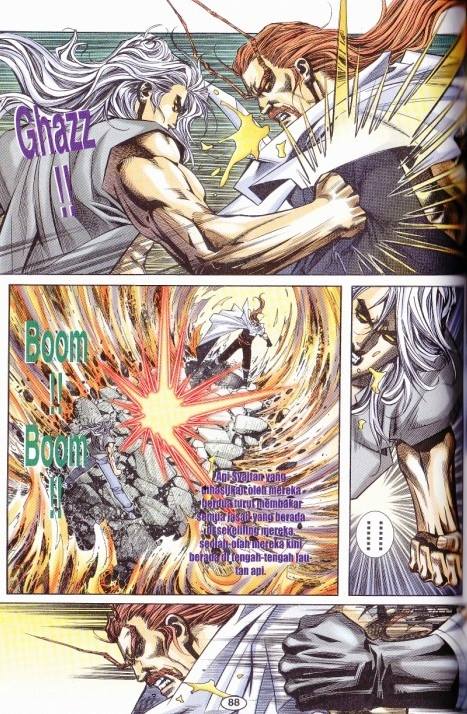 Ghazz
!!
Boom
!!
Boom
!!
Api syaitan yang
dihasilkan oleh mereka
berdua turut membakar
semua jasad yang berada
di sekeliling mereka,
seolah-olah mereka kini
berada di tengah-tengah lau-
tan api.
!!!!
88